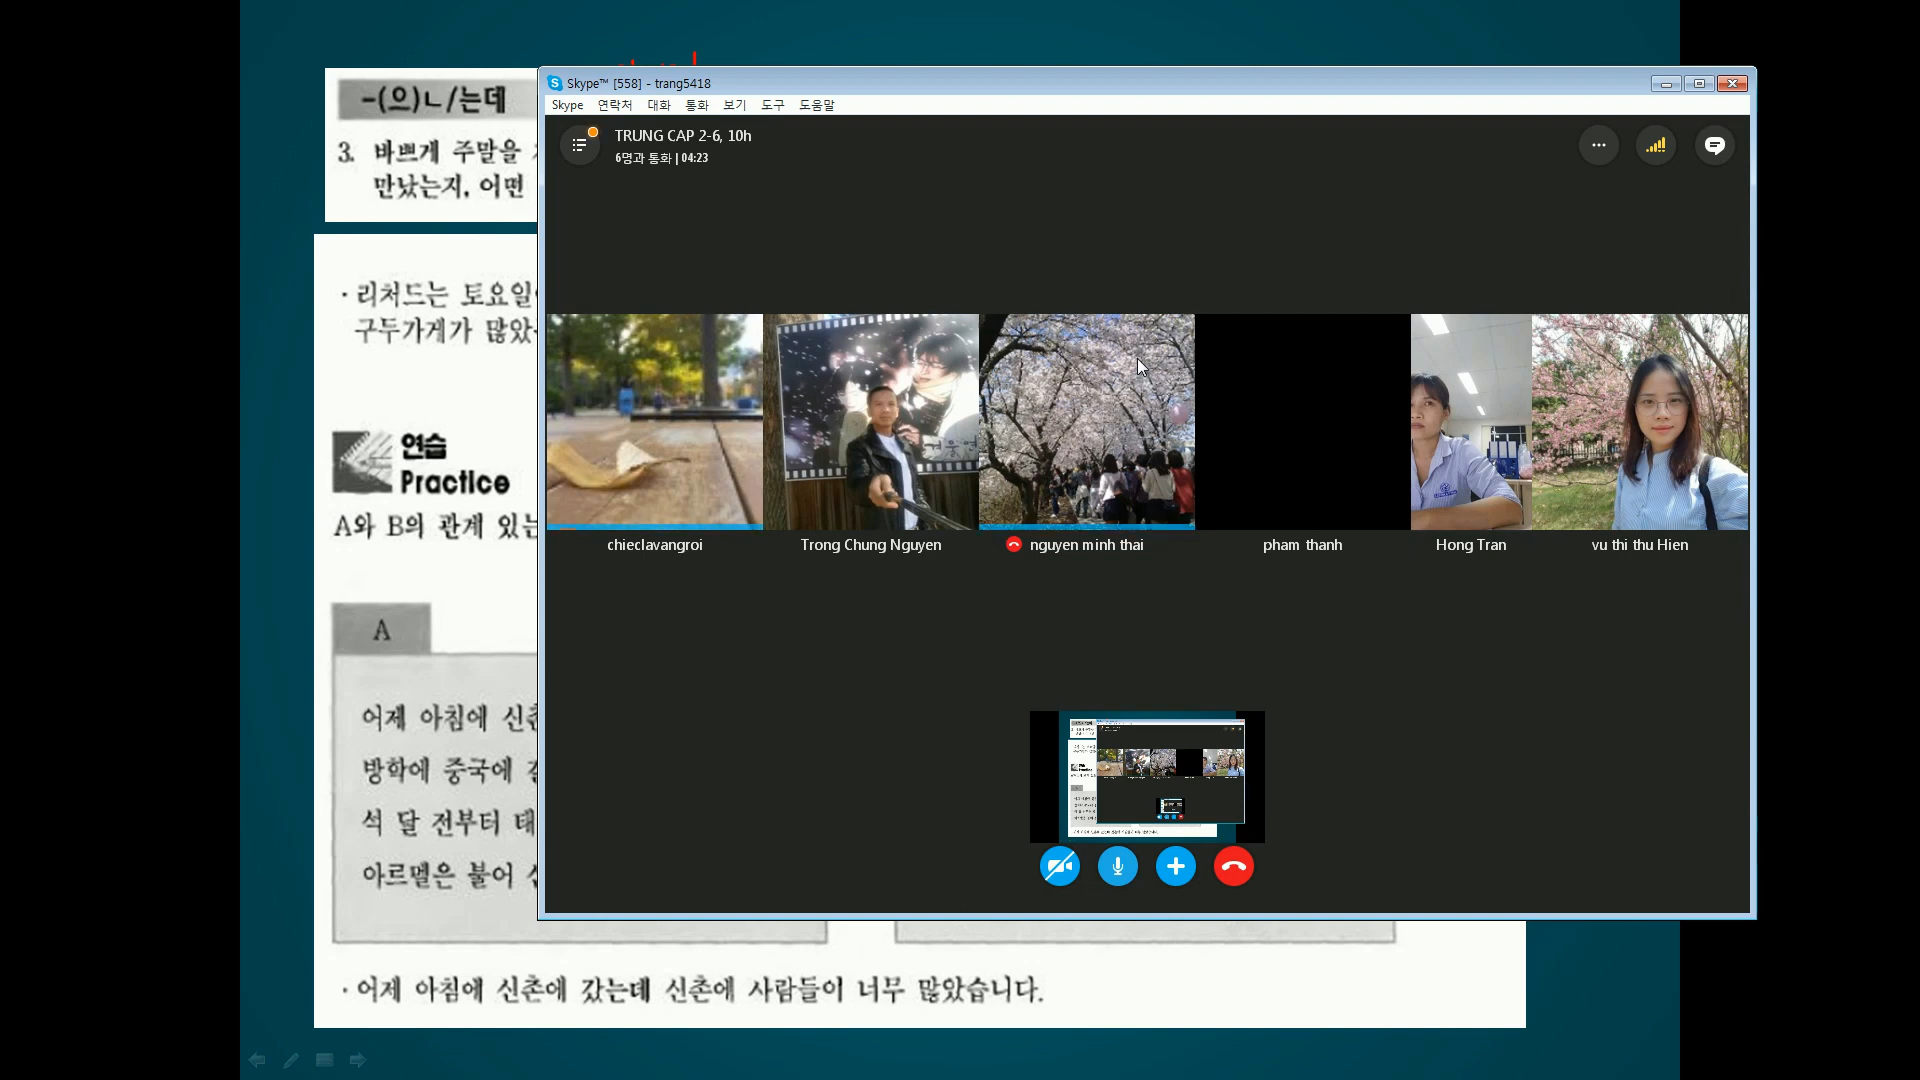 -(으)ㄴ/는데
3. 바쁘게 주말을
만났는지, 어떤
· 리처드는 토요일
구두가게가 많았
연습
Practice
A와 B의 관계 있는
A
어제 아침에 신촌
방학에 중국에
석 달 전부터 태
아르멜은 불어
· 어제 아침에 신촌에 갔는데 신촌에 사람들이 너무 많았습니다.
Skype™ [558] - trang5418
Skype 연락처 대화 통화 보기 도구 도움말
TRUNG CAP 2-6, 10h
6명과 통화 | 04:23
chieclavangroi Trong Chung Nguyen nguyen minh thai pham thanh Hong Tran vu thi thu Hien